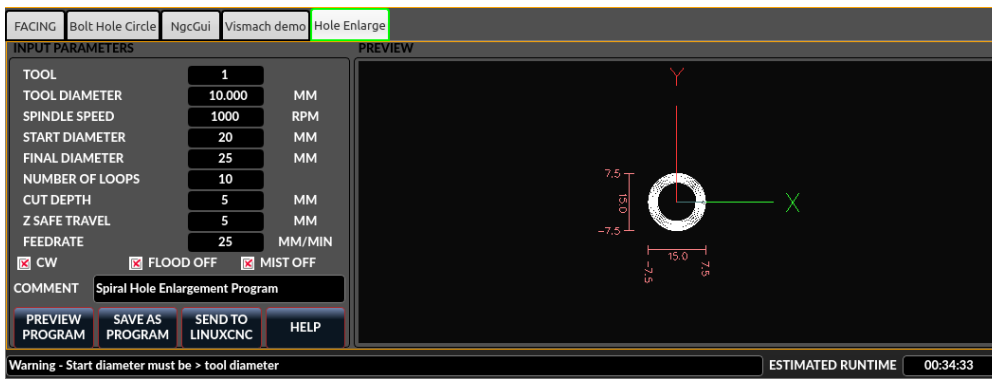 FACING Bolt Hole Circle NgcGui Vismach demo Hole Enlarge
INPUT PARAMETERS
TOOL 1
TOOL DIAMETER 10.000 MM
SPINDLE SPEED 1000 RPM
START DIAMETER 20 MM
FINAL DIAMETER 25 MM
NUMBER OF LOOPS 10
CUT DEPTH 5 MM
Z SAFE TRAVEL 5 MM
FEEDRATE 25 MM/MIN
CW FLOOD OFF MIST OFF
COMMENT Spiral Hole Enlargement Program
PREVIEW PROGRAM
SAVE AS PROGRAM
SEND TO LINUXCNC
HELP
PREVIEW
Y
X
7.5
15.0
-7.5
15.0
-7.5
7.5
Warning - Start diameter must be > tool diameter
ESTIMATED RUNTIME 00:34:33